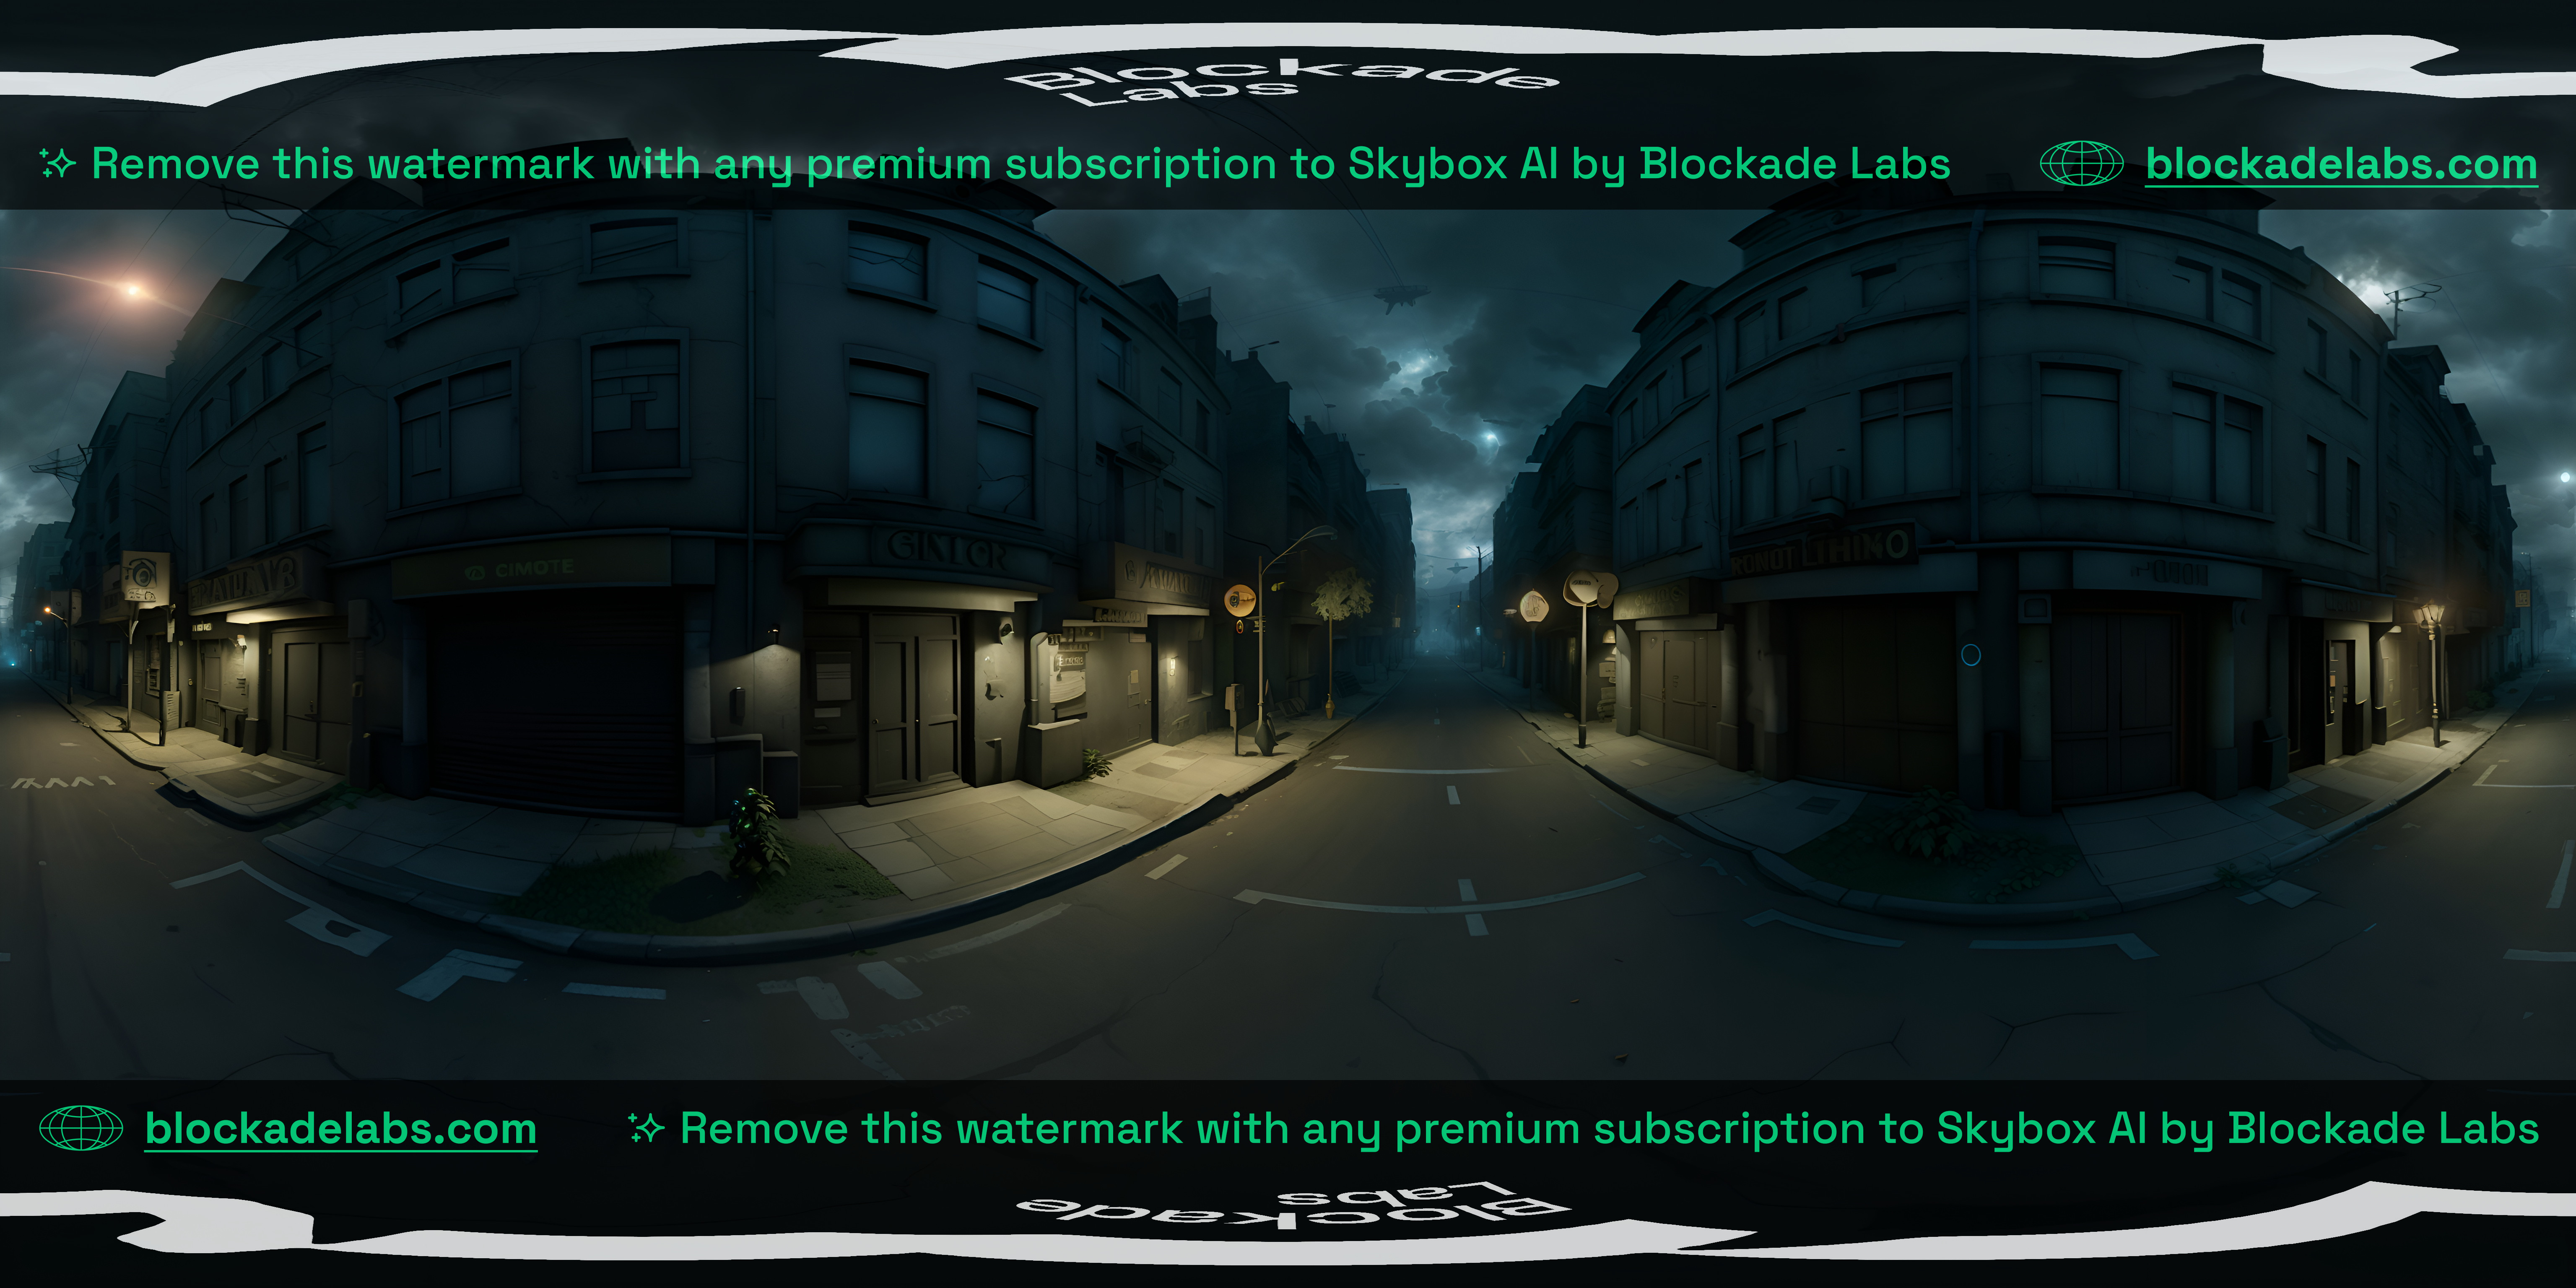 Blockade
Labs
Remove this watermark with any premium subscription to Skybox AI by Blockade Labs
blockadelabs.com
CIMOTE
blockadelabs.com
Remove this watermark with any premium subscription to Skybox AI by Blockade Labs
Labs
Blockade